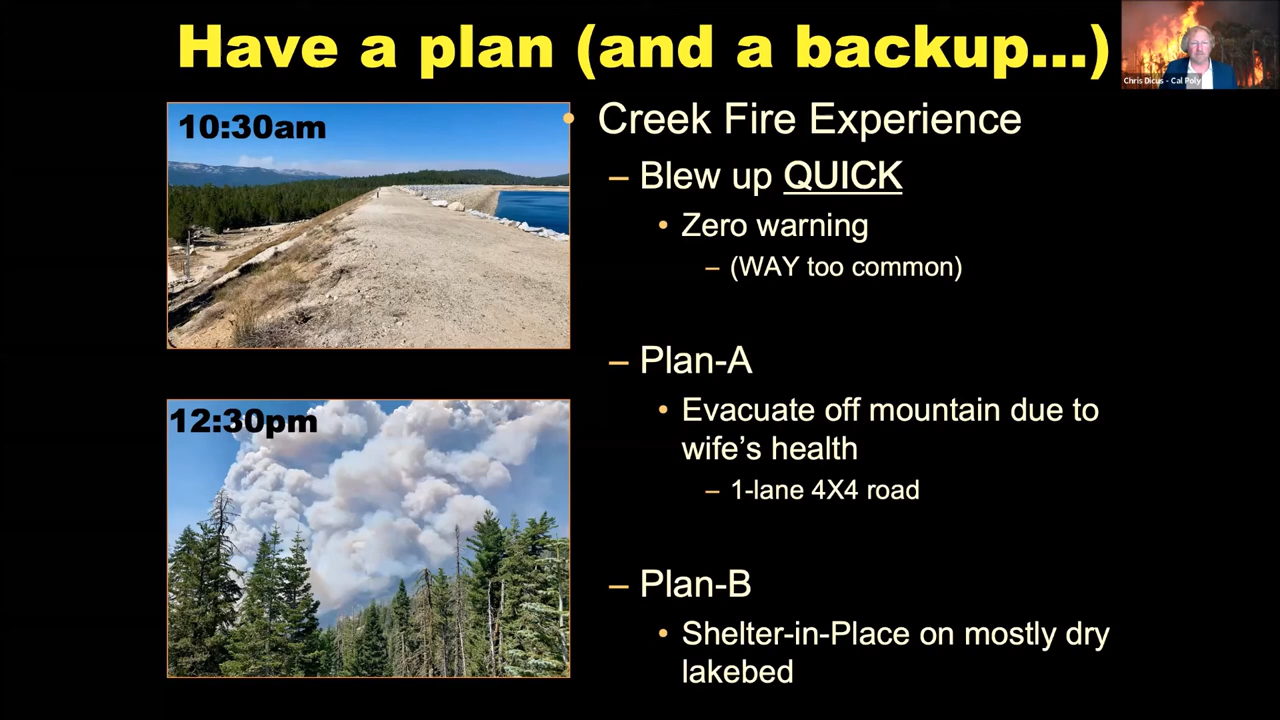 Have a plan (and a backup...)
Chris Dicus - Cal Poly
10:30am
12:30pm
• Creek Fire Experience
– Blew up QUICK
• Zero warning
– (WAY too common)
– Plan-A
• Evacuate off mountain due to
wife's health
– 1-lane 4X4 road
– Plan-B
• Shelter-in-Place on mostly dry
lakebed